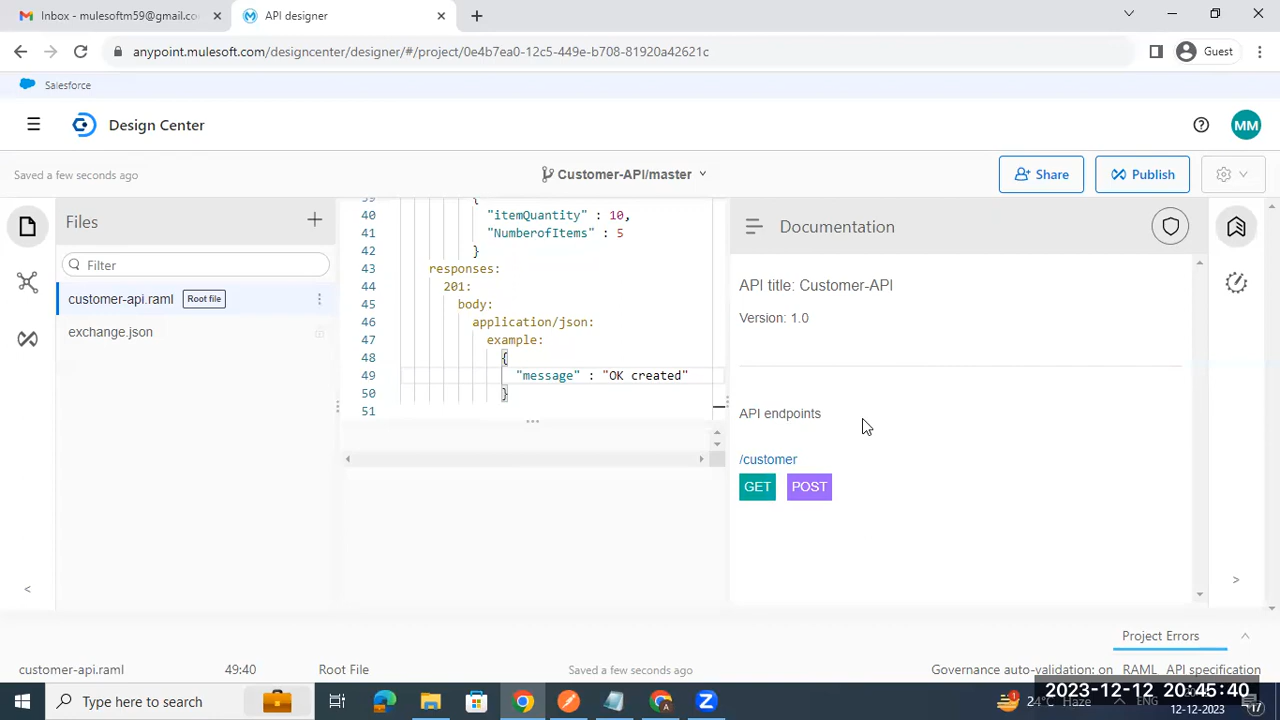 Inbox - mulesoftm59@gmail.co
API designer
anypoint.mulesoft.com/designcenter/designer/#/project/0e4b7ea0-12c5-449e-b708-81920a42621c
Guest
Salesforce
Design Center
MM
Saved a few seconds ago
Customer-API/master
Share
Publish
Files
Filter
customer-api.raml Root file
exchange.json
39 {
40 "itemQuantity" : 10,
41 "NumberofItems" : 5
42 }
43 responses:
44 201:
45 body:
46 application/json:
47 example:
48 {
49 "message" : "OK created"
50 }
51
Documentation
API title: Customer-API
Version: 1.0
API endpoints
/customer
GET POST
Project Errors
customer-api.raml 49:40 Root File Saved a few seconds ago Governance auto-validation: on RAML API specification
Type here to search
24°C Haze
ENG
2023-12-12 20:45:40
12-12-2023
17